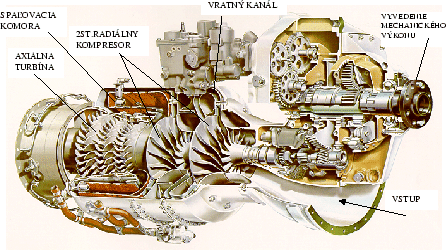 VRATNÝ KANÁL
SPAĽOVACIA
KOMORA
2ST.RADIÁLNY
KOMPRESOR
VYVEDENIE
MECHANICKÉHO
VÝKONU
AXIÁLNA
TURBÍNA
VSTUP